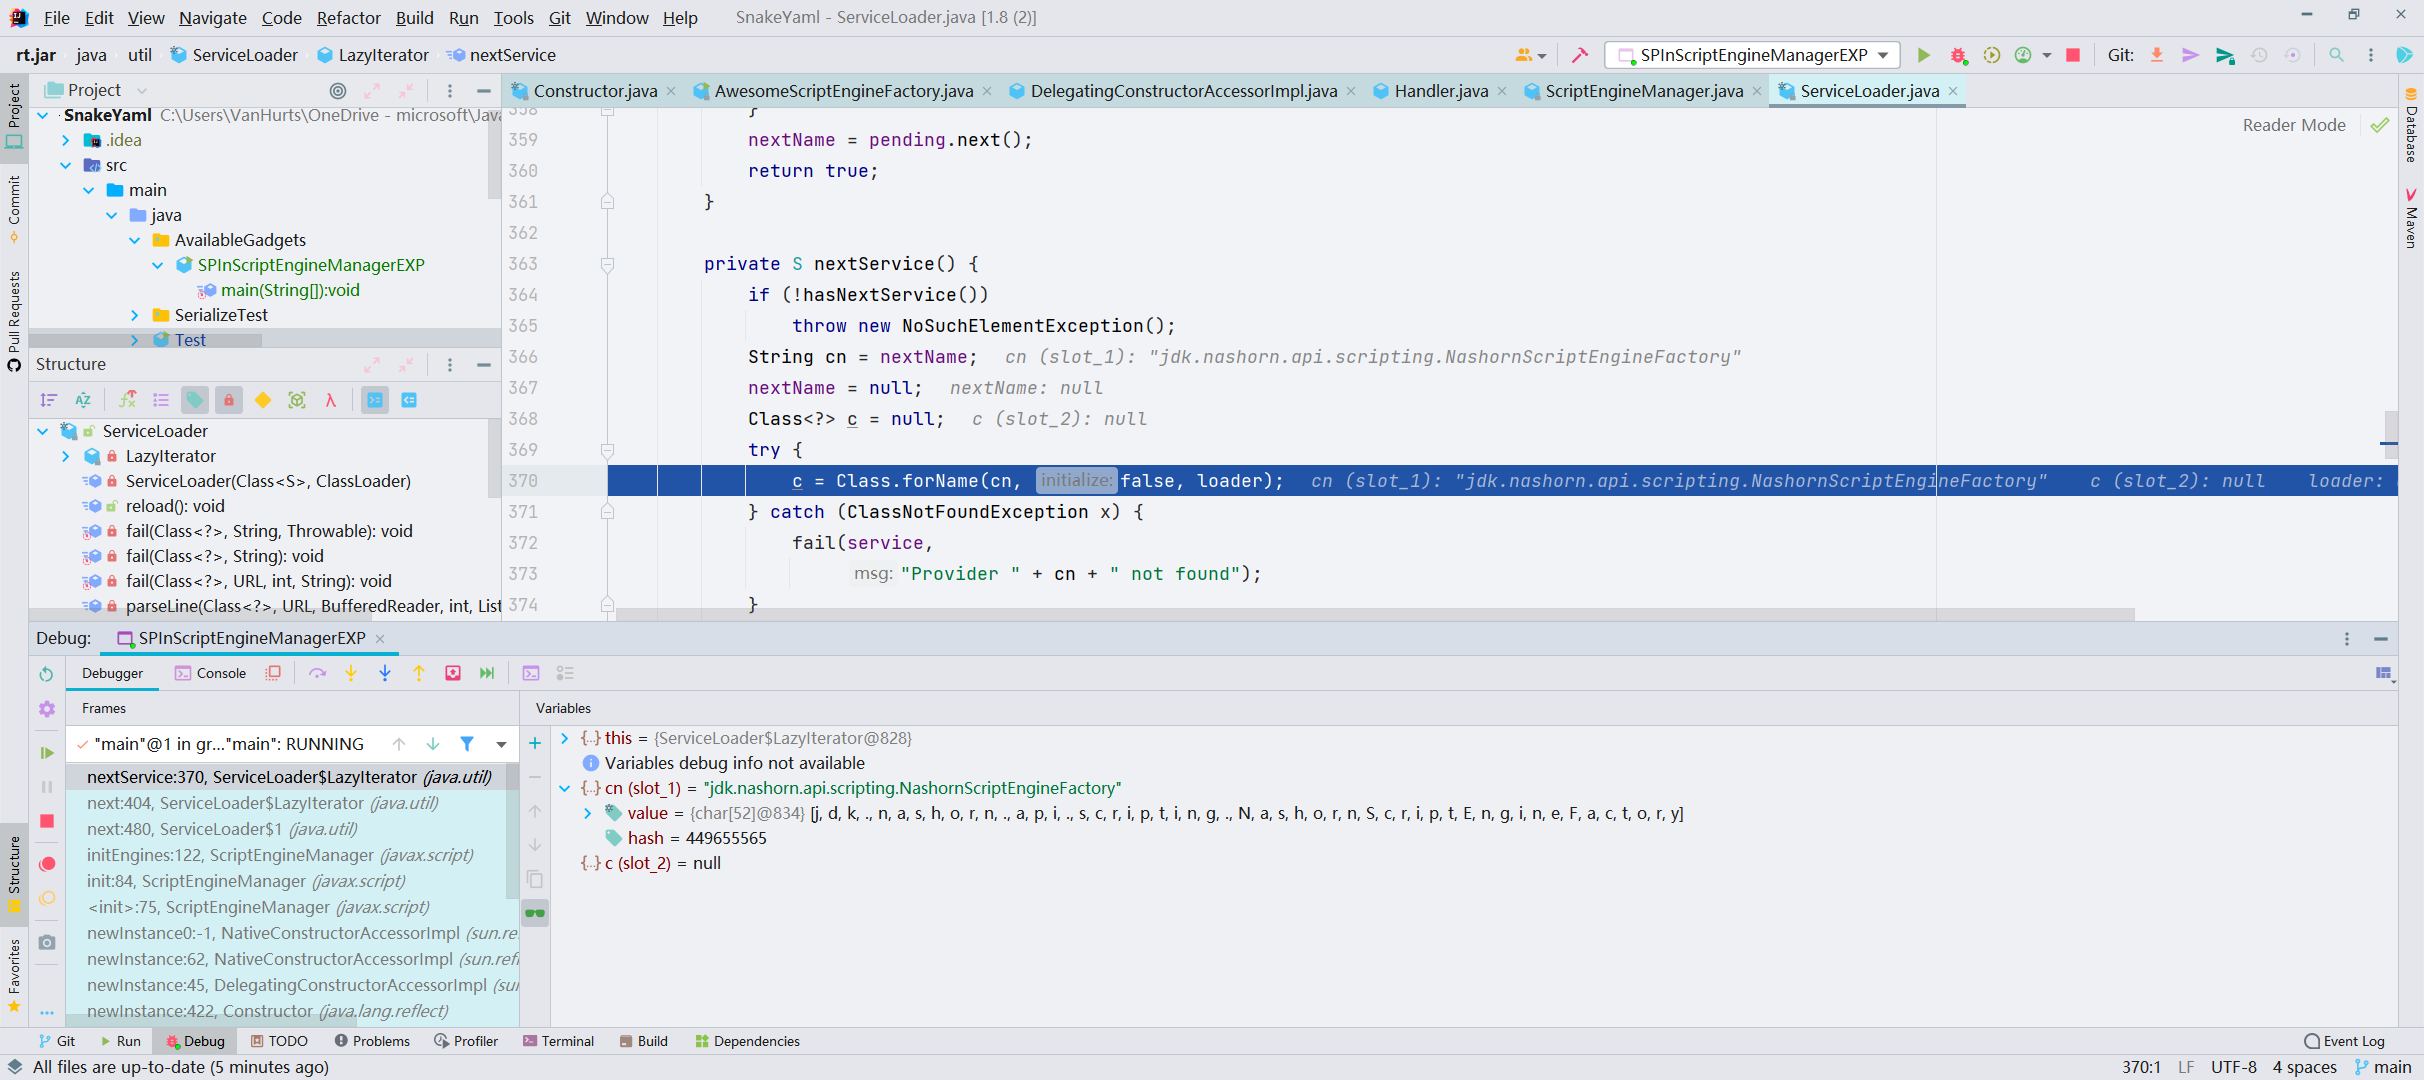 File Edit View Navigate Code Refactor Build Run Tools Git Window Help SnakeYaml - ServiceLoader.java [1.8 (2)]
rt.jar java util ServiceLoader LazyIterator nextService SPInScriptEngineManagerEXP Git:
Project
Constructor.java AwesomeScriptEngineFactory.java DelegatingConstructorAccessorImpl.java Handler.java ScriptEngineManager.java ServiceLoader.java
Project
Commit
Pull Requests
Structure
Favorites
SnakeYaml C:\Users\VanHurts\OneDrive - microsoft\Java
.idea
src
main
java
AvailableGadgets
SPInScriptEngineManagerEXP
main(String[]):void
SerializeTest
Test
Structure
ServiceLoader
LazyIterator
ServiceLoader(Class<S>, ClassLoader)
reload(): void
fail(Class<?>, String, Throwable): void
fail(Class<?>, String): void
fail(Class<?>, URL, int, String): void
parseLine(Class<?>, URL, BufferedReader, int, List
Reader Mode
Database
Maven
358 }
359 nextName = pending.next();
360 return true;
361 }
362
363 private S nextService() {
364 if (!hasNextService())
365 throw new NoSuchElementException();
366 String cn = nextName; cn (slot_1): "jdk.nashorn.api.scripting.NashornScriptEngineFactory"
367 nextName = null; nextName: null
368 Class<?> c = null; c (slot_2): null
369 try {
370 c = Class.forName(cn, initialize: false, loader); cn (slot_1): "jdk.nashorn.api.scripting.NashornScriptEngineFactory" c (slot_2): null loader:
371 } catch (ClassNotFoundException x) {
372 fail(service,
373 msg: "Provider " + cn + " not found");
374 }
Debug: SPInScriptEngineManagerEXP
Debugger Console
Frames
"main"@1 in gr..."main": RUNNING
nextService:370, ServiceLoader$LazyIterator (java.util)
next:404, ServiceLoader$LazyIterator (java.util)
next:480, ServiceLoader$1 (java.util)
initEngines:122, ScriptEngineManager (javax.script)
init:84, ScriptEngineManager (javax.script)
<init>:75, ScriptEngineManager (javax.script)
newInstance0:-1, NativeConstructorAccessorImpl (sun.re
newInstance:62, NativeConstructorAccessorImpl (sun.refl
newInstance:45, DelegatingConstructorAccessorImpl (sun
newInstance:422, Constructor (java.lang.reflect)
Variables
this = {ServiceLoader$LazyIterator@828}
Variables debug info not available
cn (slot_1) = "jdk.nashorn.api.scripting.NashornScriptEngineFactory"
value = {char[52]@834} [j, d, k, ., n, a, s, h, o, r, n, ., a, p, i, ., s, c, r, i, p, t, i, n, g, ., N, a, s, h, o, r, n, S, c, r, i, p, t, E, n, g, i, n, e, F, a, c, t, o, r, y]
hash = 449655565
c (slot_2) = null
Git Run Debug TODO Problems Profiler Terminal Build Dependencies Event Log
All files are up-to-date (5 minutes ago) 370:1 LF UTF-8 4 spaces main